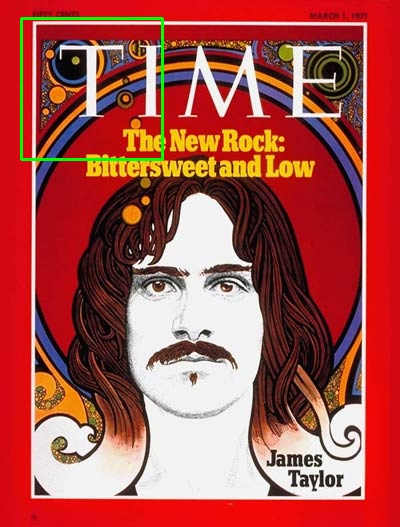 FIFTY CENTS MARCH 1, 1971
TIME
The New Rock:
Bittersweet and Low
James
Taylor